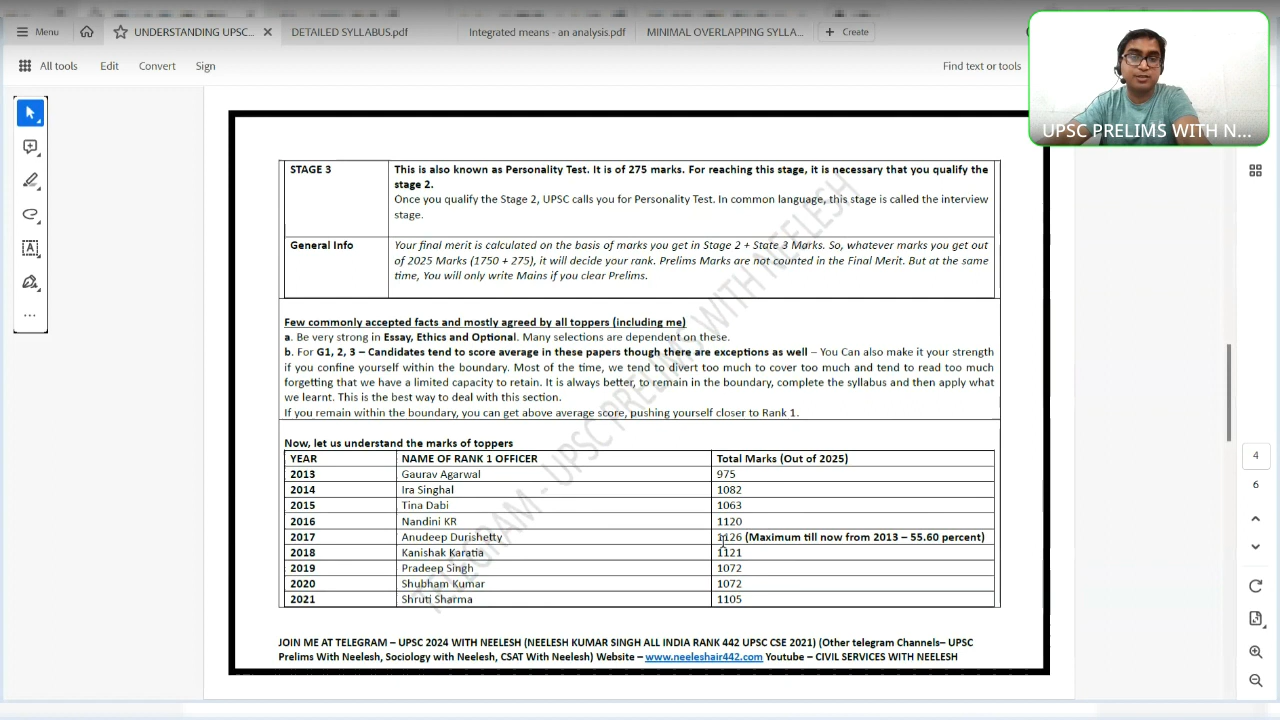 Menu
UNDERSTANDING UPSC...
DETAILED SYLLABUS.pdf
Integrated means - an analysis.pdf
MINIMAL OVERLAPPING SYLLA...
Create
All tools
Edit
Convert
Sign
Find text or tools
UPSC PRELIMS WITH N...
STAGE 3
This is also known as Personality Test. It is of 275 marks. For reaching this stage, it is necessary that you qualify the
stage 2.
Once you qualify the Stage 2, UPSC calls you for Personality Test. In common language, this stage is called the interview
stage.
General Info
Your final merit is calculated on the basis of marks you get in Stage 2 + State 3 Marks. So, whatever marks you get out
of 2025 Marks (1750 + 275), it will decide your rank. Prelims Marks are not counted in the Final Merit. But at the same
time, You will only write Mains if you clear Prelims.
Few commonly accepted facts and mostly agreed by all toppers (including me)
a. Be very strong in Essay, Ethics and Optional. Many selections are dependent on these.
b. For G1, 2, 3 – Candidates tend to score average in these papers though there are exceptions as well – You Can also make it your strength
if you confine yourself within the boundary. Most of the time, we tend to divert too much to cover too much and tend to read too much
forgetting that we have a limited capacity to retain. It is always better, to remain in the boundary, complete the syllabus and then apply what
we learnt. This is the best way to deal with this section.
If you remain within the boundary, you can get above average score, pushing yourself closer to Rank 1.
Now, let us understand the marks of toppers
YEAR NAME OF RANK 1 OFFICER Total Marks (Out of 2025)
2013 Gaurav Agarwal 975
2014 Ira Singhal 1082
2015 Tina Dabi 1063
2016 Nandini KR 1120
2017 Anudeep Durishetty 1126 (Maximum till now from 2013 – 55.60 percent)
2018 Kanishak Karatia 1121
2019 Pradeep Singh 1072
2020 Shubham Kumar 1072
2021 Shruti Sharma 1105
TELEGRAM - UPSC PRELIMS WITH NEELESH
JOIN ME AT TELEGRAM – UPSC 2024 WITH NEELESH (NEELESH KUMAR SINGH ALL INDIA RANK 442 UPSC CSE 2021) (Other telegram Channels– UPSC
Prelims With Neelesh, Sociology with Neelesh, CSAT With Neelesh) Website – www.neeleshair442.com Youtube – CIVIL SERVICES WITH NEELESH
4
6